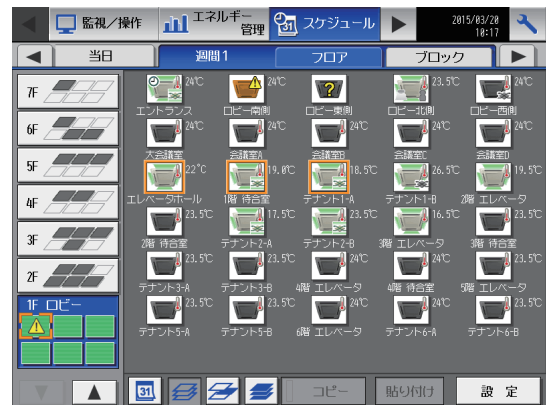 監視/操作
エネルギー
管理
31
スケジュール
2015/03/20
10:17
当日
週間1
フロア
ブロック
7F
6F
5F
4F
3F
2F
1F ロビー
24℃ 24℃ ? 23.5℃ 24℃
エントランス ロビー南側 ロビー東側 ロビー北側 ロビー西側
24℃ 24℃ 24℃ 24℃ 24℃
大会議室 会議室A 会議室B 会議室C 会議室D
22℃ 19.0℃ 18.5℃ 26.5℃ 19.5℃
エレベータホール 1階 待合室 テナント1-A テナント1-B 2階 エレベータ
23.5℃ 17.5℃ 23.5℃ 16.5℃ 23.5℃
2階 待合室 テナント2-A テナント2-B 3階 エレベータ 3階 待合室
23.5℃ 23.5℃ 24℃ 24℃ 24℃
テナント3-A テナント3-B 4階 エレベータ 4階 待合室 5階 エレベータ
23.5℃ 23.5℃ 24℃ 24℃ 23.5℃
テナント5-A テナント5-B 6階 エレベータ テナント6-A テナント6-B
31
コピー
貼り付け
設 定